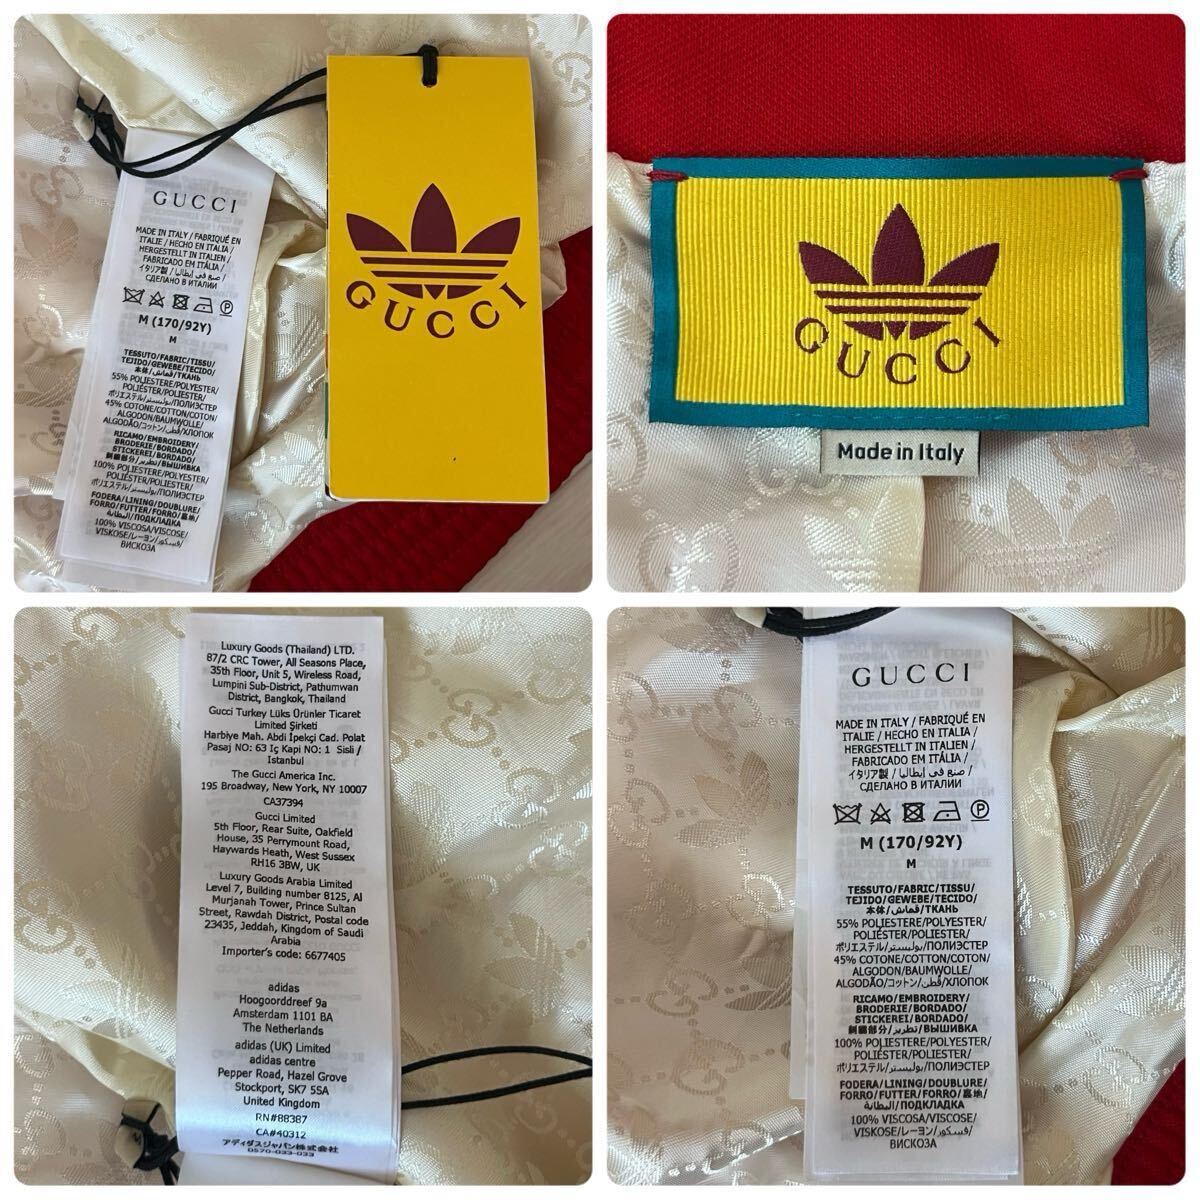 GUCCI
MADE IN ITALY / FABRIQUÉ EN
ITALIE / HECHO EN ITALIA /
HERGESTELLT IN ITALIEN /
FABRICADO EM ITÁLIA /
イタリア製 / صنع في إيطاليا /
СДЕЛАНО В ИТАЛИИ
M (170/92Y)
M
TESSUTO/FABRIC/TISSU/
TEJIDO/GEWEBE/TECIDO/
本体/قماش/ТКАНЬ
55% POLIESTERE/POLYESTER/
POLYESTER/POLIÉSTER/
POLYESTER/POLIÉSTER/
ポリエステル/بوليستر/ПОЛИЭСТЕР
45% COTONE/COTTON/COTON/
ALGODON/BAUMWOLLE/
ALGODÃO/コットン/قطن/ХЛОПОК
RICAMO/EMBROIDERY/
BRODERIE/BORDADO/
STICKEREI/BORDADO/
刺繍部分/تطريز/ВЫШИВКА
100% POLIESTERE/POLYESTER/
POLYESTER/POLIÉSTER/
ポリエステル/بوليستر/ПОЛИЭСТЕР
FODERA/LINING/DOUBLURE/
FORRO/FUTTER/FORRO/裏地/
البطانة/ПОДКЛАДКА
100% VISCOSA/VISCOSE/
VISKOSE/レーヨン/فسكوز/
ВИСКОЗА
GUCCI
GUCCI
Made in Italy
Luxury Goods (Thailand) LTD.
87/2 CRC Tower, All Seasons Place,
35th Floor, Unit 5, Wireless Road,
Lumpini Sub-District, Pathumwan
District, Bangkok, Thailand
Gucci Turkey Lüks Ürünler Ticaret
Limited Şirketi
Harbiye Mah. Abdi İpekçi Cad. Polat
Pasaj NO: 63 İç Kapi NO: 1 Sisli /
Istanbul
The Gucci America Inc.
195 Broadway, New York, NY 10007
CA37394
Gucci Limited
5th Floor, Rear Suite, Oakfield
House, 35 Perrymount Road,
Haywards Heath, West Sussex
RH16 3BW, UK
Luxury Goods Arabia Limited
Level 7, Building number 8125, Al
Murjanah Tower, Prince Sultan
Street, Rawdah District, Postal code
23435, Jeddah, Kingdom of Saudi
Arabia
Importer's code: 6677405
adidas
Hoogoorddreef 9a
Amsterdam 1101 BA
The Netherlands
adidas (UK) Limited
adidas centre
Pepper Road, Hazel Grove
Stockport, SK7 5SA
United Kingdom
RN#88387
CA#40312
アディダスジャパン株式会社
0570-033-033
GUCCI
MADE IN ITALY / FABRIQUÉ EN
ITALIE / HECHO EN ITALIA /
HERGESTELLT IN ITALIEN /
FABRICADO EM ITÁLIA /
イタリア製 / صنع في إيطاليا /
СДЕЛАНО В ИТАЛИИ
M (170/92Y)
M
TESSUTO/FABRIC/TISSU/
TEJIDO/GEWEBE/TECIDO/
本体/قماش/ТКАНЬ
55% POLIESTERE/POLYESTER/
POLYESTER/POLIÉSTER/
POLYESTER/POLIÉSTER/
ポリエステル/بوليستر/ПОЛИЭСТЕР
45% COTONE/COTTON/COTON/
ALGODON/BAUMWOLLE/
ALGODÃO/コットン/قطن/ХЛОПОК
RICAMO/EMBROIDERY/
BRODERIE/BORDADO/
STICKEREI/BORDADO/
刺繍部分/تطريز/ВЫШИВКА
100% POLIESTERE/POLYESTER/
POLYESTER/POLIÉSTER/
ポリエステル/بوليستر/ПОЛИЭСТЕР
FODERA/LINING/DOUBLURE/
FORRO/FUTTER/FORRO/裏地/
البطانة/ПОДКЛАДКА
100% VISCOSA/VISCOSE/
VISKOSE/レーヨン/فسكوز/
ВИСКОЗА